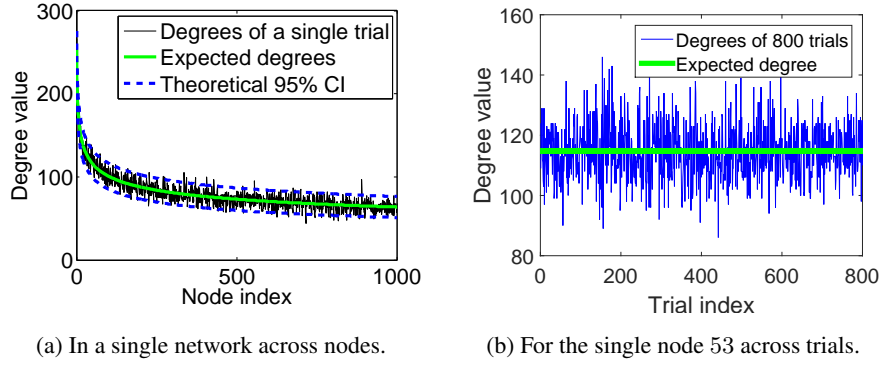 Degree value
300
200
100
0
0
500
1000
Node index
Degrees of a single trial
Expected degrees
Theoretical 95% CI
(a) In a single network across nodes.
Degree value
160
140
120
100
80
0
200
400
600
800
Trial index
Degrees of 800 trials
Expected degree
(b) For the single node 53 across trials.